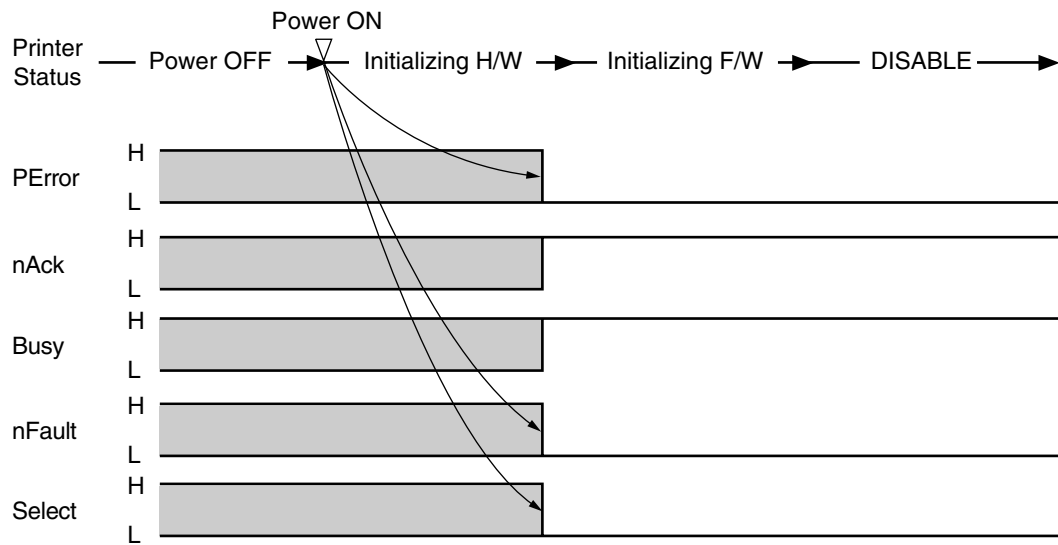 Power ON
Printer
Status
Power OFF
Initializing H/W
Initializing F/W
DISABLE
H
PError
L
H
nAck
L
H
Busy
L
H
nFault
L
H
Select
L